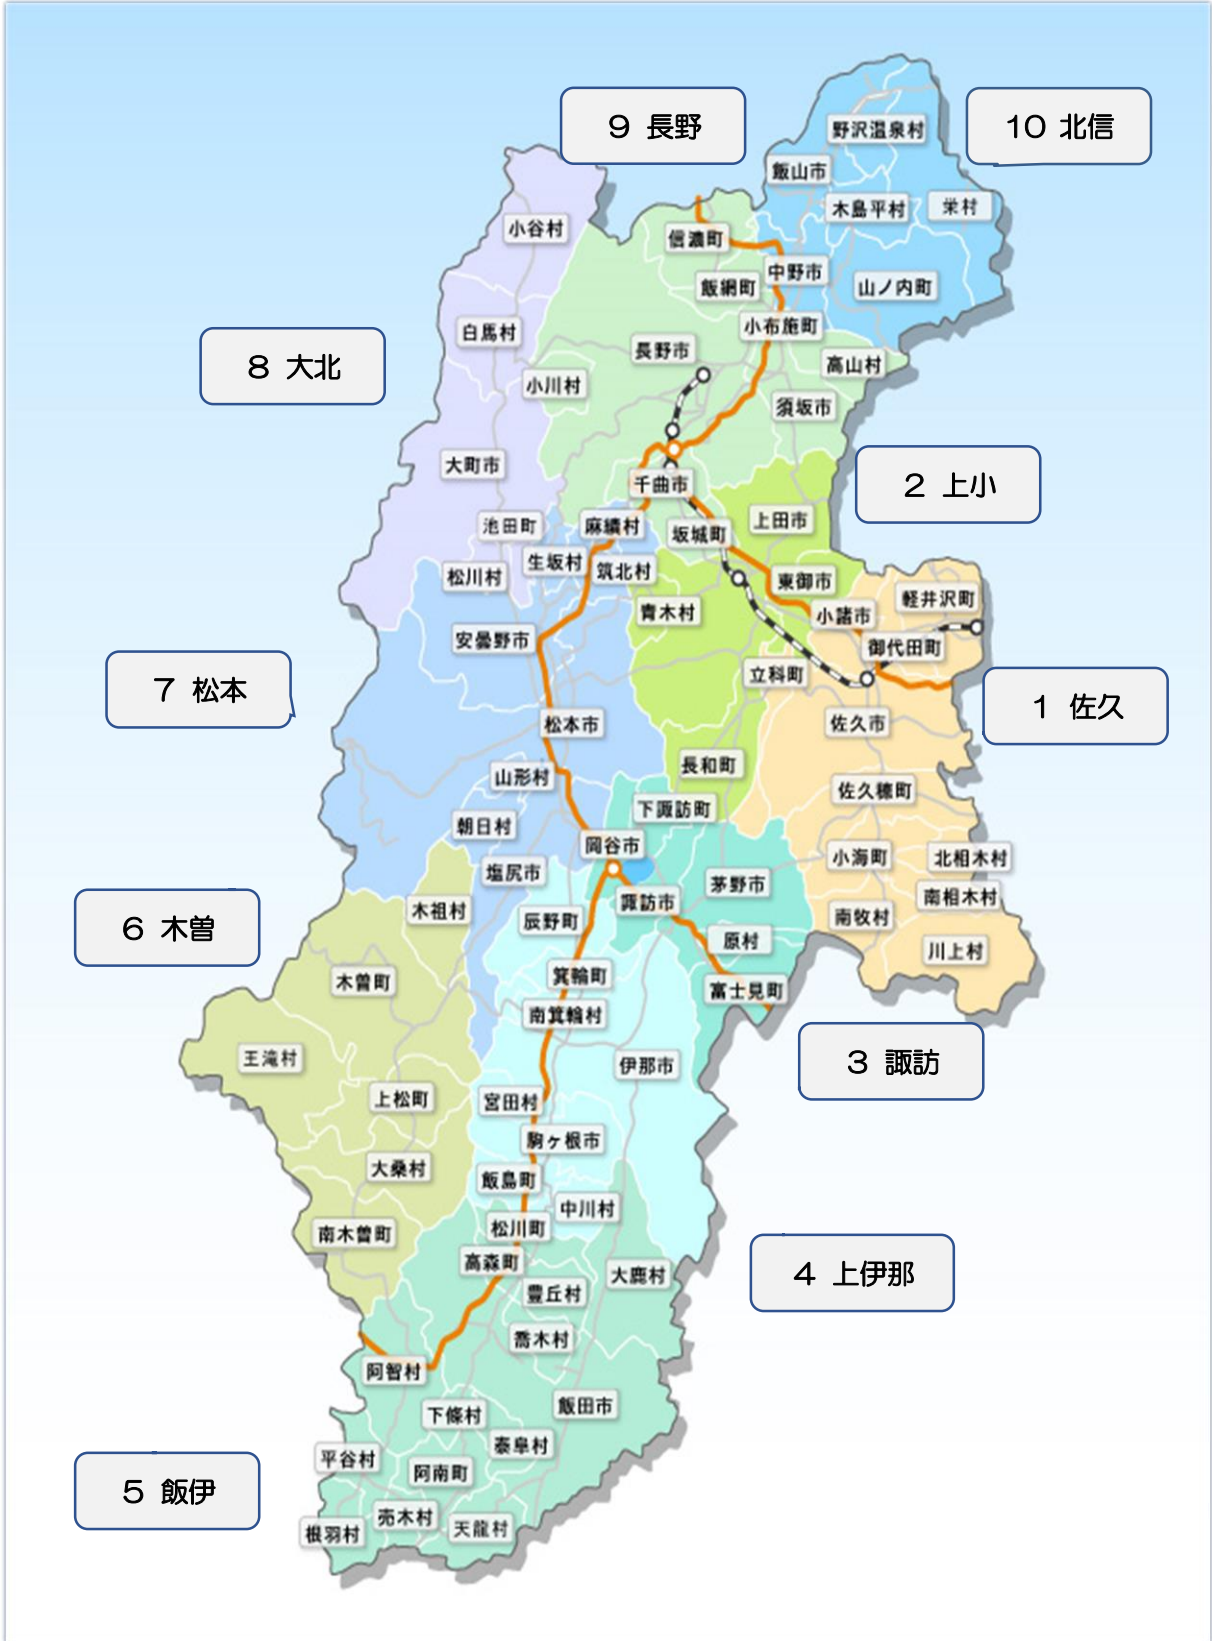 9 長野
10 北信
野沢温泉村
飯山市
木島平村
栄村
小谷村
信濃町
中野市
飯綱町
山ノ内町
小布施町
白馬村
長野市
高山村
8 大北
小川村
須坂市
大町市
2 上小
千曲市
池田町
麻績村
坂城町
上田市
生坂村
筑北村
松川村
東御市
軽井沢町
青木村
小諸市
安曇野市
御代田町
立科町
7 松本
1 佐久
松本市
佐久市
山形村
長和町
佐久穂町
下諏訪町
朝日村
岡谷市
小海町
北相木村
塩尻市
茅野市
南相木村
木祖村
諏訪市
辰野町
南牧村
6 木曽
原村
川上村
木曽町
箕輪町
富士見町
南箕輪村
王滝村
伊那市
3 諏訪
上松町
宮田村
駒ヶ根市
大桑村
飯島町
中川村
南木曽町
松川町
高森町
大鹿村
4 上伊那
豊丘村
喬木村
阿智村
飯田市
下條村
泰阜村
平谷村
阿南町
5 飯伊
売木村
天龍村
根羽村